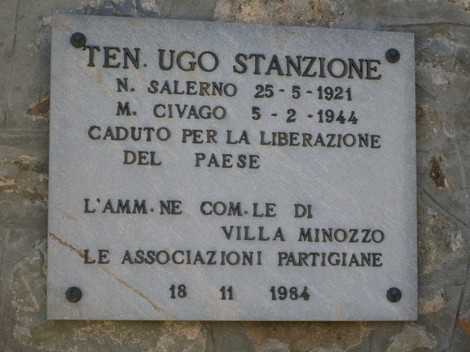 TEN. UGO STANZIONE
N. SALERNO 25-5-1921
M. CIVAGO 5-2-1944
CADUTO PER LA LIBERAZIONE
DEL PAESE
L'AMM.NE COM.LE DI
VILLA MINOZZO
LE ASSOCIAZIONI PARTIGIANE
18 11 1984